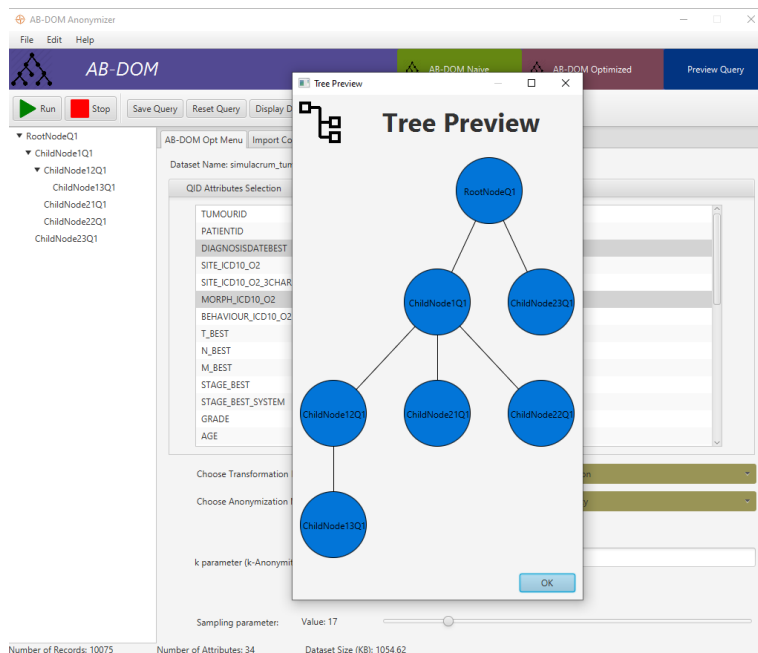 AB-DOM Anonymizer
File Edit Help
AB-DOM
AB-DOM Naive
AB-DOM Optimized
Preview Query
Run
Stop
Save Query
Reset Query
Display D
RootNodeQ1
ChildNode1Q1
ChildNode12Q1
ChildNode13Q1
ChildNode21Q1
ChildNode22Q1
ChildNode23Q1
AB-DOM Opt Menu
Import Co
Dataset Name: simulacrum_tum
QID Attributes Selection
TUMOURID
PATIENTID
DIAGNOSISDATEBEST
SITE_ICD10_O2
SITE_ICD10_O2_3CHAR
MORPH_ICD10_O2
BEHAVIOUR_ICD10_O2
T_BEST
N_BEST
M_BEST
STAGE_BEST
STAGE_BEST_SYSTEM
GRADE
AGE
Choose Transformation
on
Choose Anonymization
y
k parameter (k-Anonymit
Sampling parameter:
Value: 17
Number of Records: 10075
Number of Attributes: 34
Dataset Size (KB): 1054.62
Tree Preview
Tree Preview
RootNodeQ1
ChildNode1Q1
ChildNode23Q1
ChildNode12Q1
ChildNode21Q1
ChildNode22Q1
ChildNode13Q1
OK